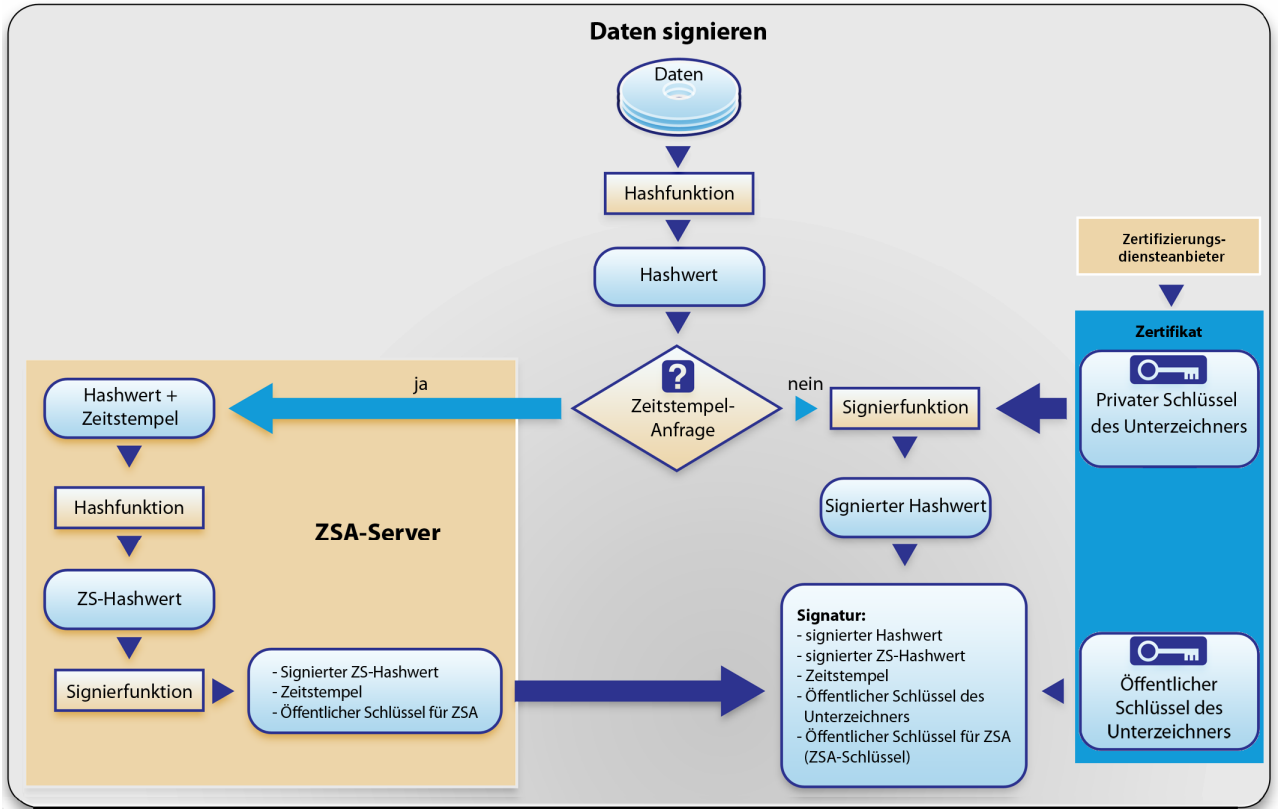 Daten signieren
Daten
Hashfunktion
Hashwert
?
Zeitstempel-
Anfrage
ja
nein
Hashwert +
Zeitstempel
Hashfunktion
ZS-Hashwert
Signierfunktion
ZSA-Server
- Signierter ZS-Hashwert
- Zeitstempel
- Öffentlicher Schlüssel für ZSA
Signierfunktion
Signierter Hashwert
Signatur:
- signierter Hashwert
- signierter ZS-Hashwert
- Zeitstempel
- Öffentlicher Schlüssel des
Unterzeichners
- Öffentlicher Schlüssel für ZSA
(ZSA-Schlüssel)
Zertifizierungs-
diensteanbieter
Zertifikat
Privater Schlüssel
des Unterzeichners
Öffentlicher
Schlüssel des
Unterzeichners